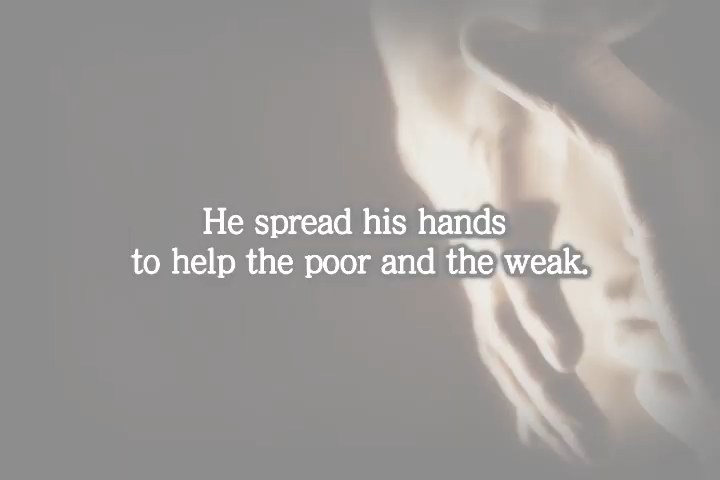 He spread his hands
to help the poor and the weak.